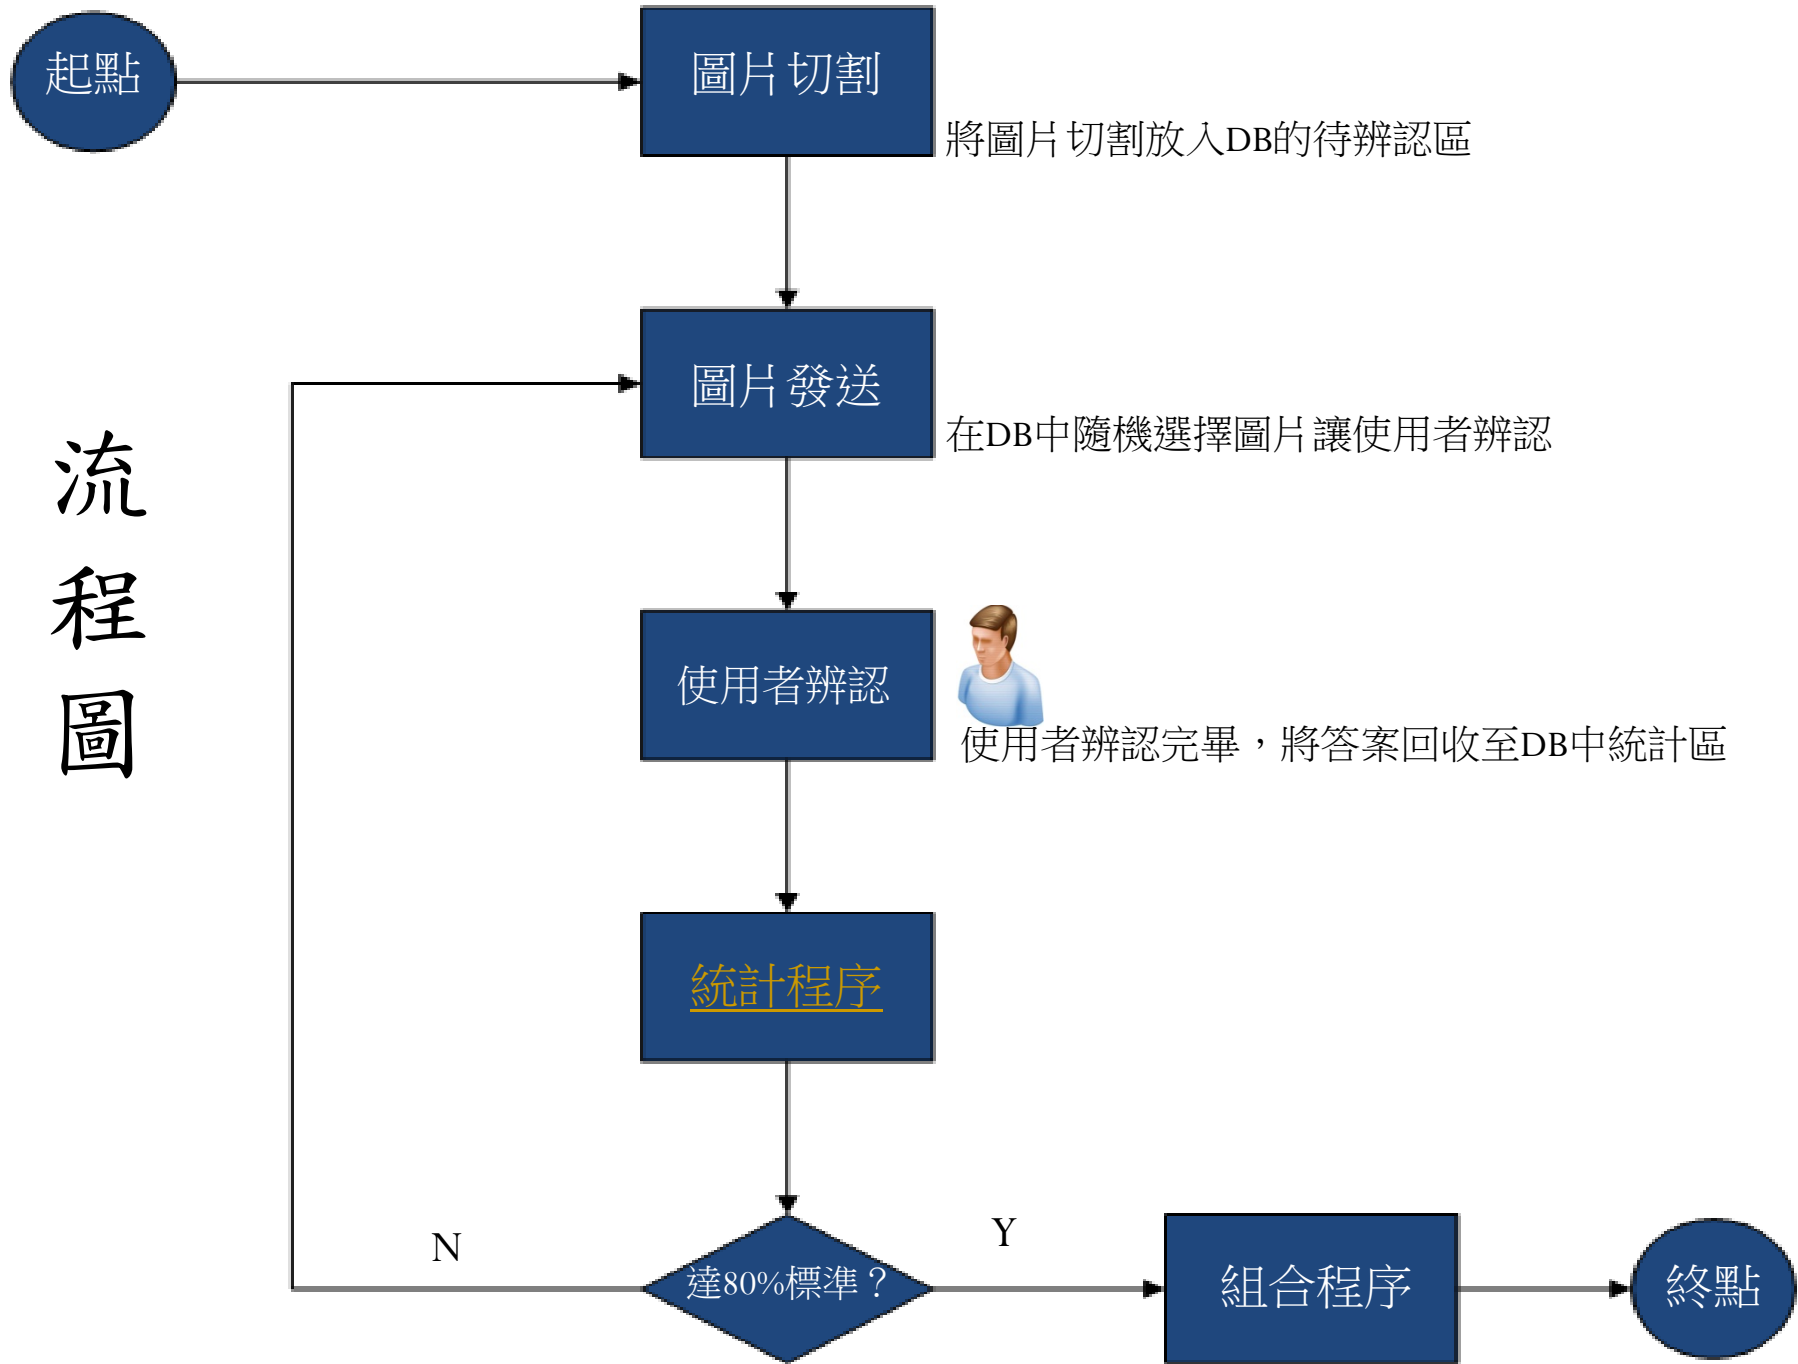 起點
圖片切割
將圖片切割放入DB的待辨認區
圖片發送
在DB中隨機選擇圖片讓使用者辨認
流
程
圖
使用者辨認
使用者辨認完畢，將答案回收至DB中統計區
統計程序
N
達80%標準？
Y
組合程序
終點